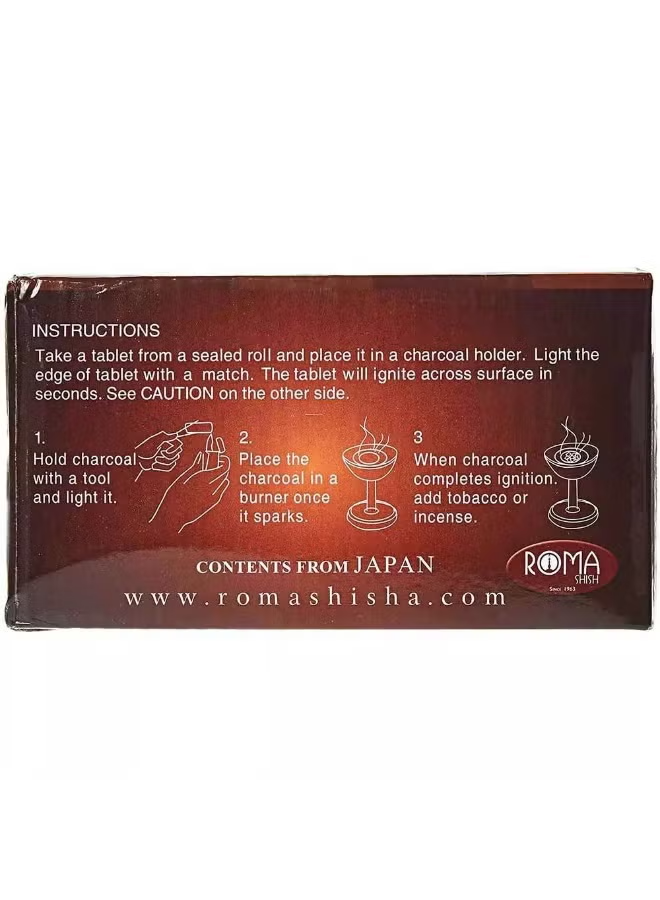 INSTRUCTIONS
Take a tablet from a sealed roll and place it in a charcoal holder. Light the
edge of tablet with a match. The tablet will ignite across surface in
seconds. See CAUTION on the other side.
1.
Hold charcoal
with a tool
and light it.
2.
Place the
charcoal in a
burner once
it sparks.
3
When charcoal
completes ignition.
add tobacco or
incense.
CONTENTS FROM JAPAN
www.romashisha.com
ROMA
SHISH
SINCE 1963